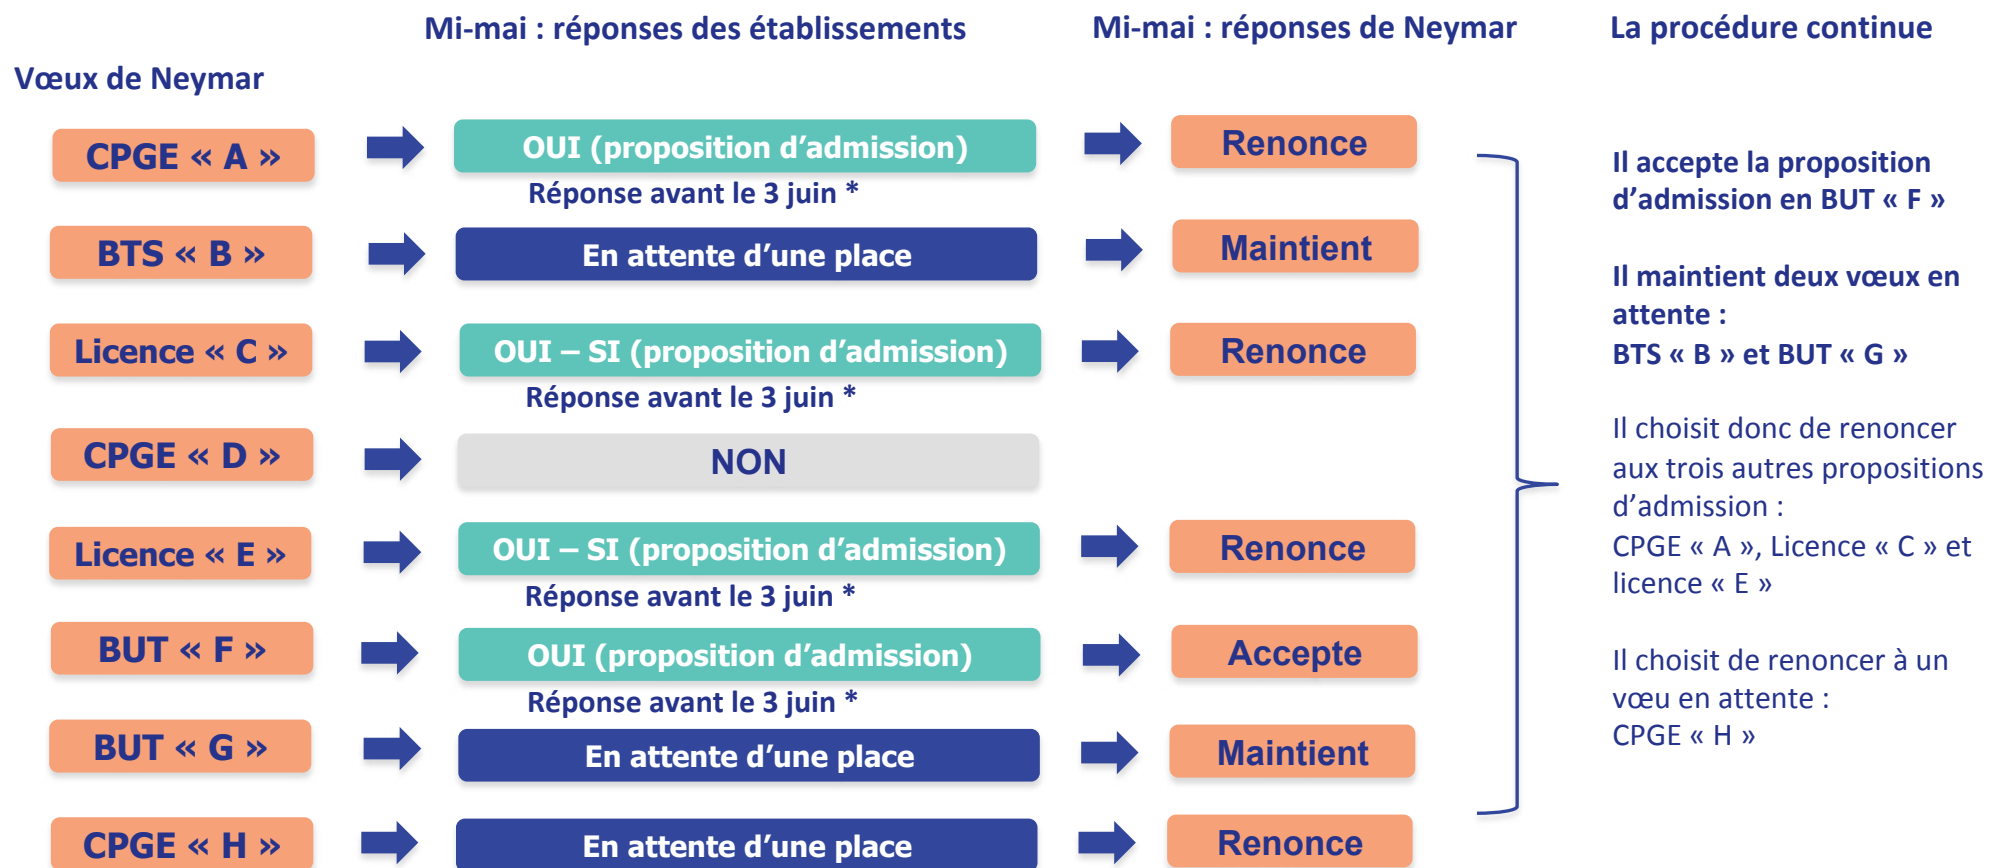 Mi-mai : réponses des établissements
Mi-mai : réponses de Neymar
La procédure continue
Vœux de Neymar
CPGE « A »
OUI (proposition d’admission)
Renonce
Réponse avant le 3 juin *
BTS « B »
En attente d’une place
Maintient
Licence « C »
OUI – SI (proposition d’admission)
Renonce
Réponse avant le 3 juin *
CPGE « D »
NON
Licence « E »
OUI – SI (proposition d’admission)
Renonce
Réponse avant le 3 juin *
BUT « F »
OUI (proposition d’admission)
Accepte
Réponse avant le 3 juin *
BUT « G »
En attente d’une place
Maintient
CPGE « H »
En attente d’une place
Renonce
Il accepte la proposition
d’admission en BUT « F »
Il maintient deux vœux en
attente :
BTS « B » et BUT « G »
Il choisit donc de renoncer
aux trois autres propositions
d’admission :
CPGE « A », Licence « C » et
licence « E »
Il choisit de renoncer à un
vœu en attente :
CPGE « H »